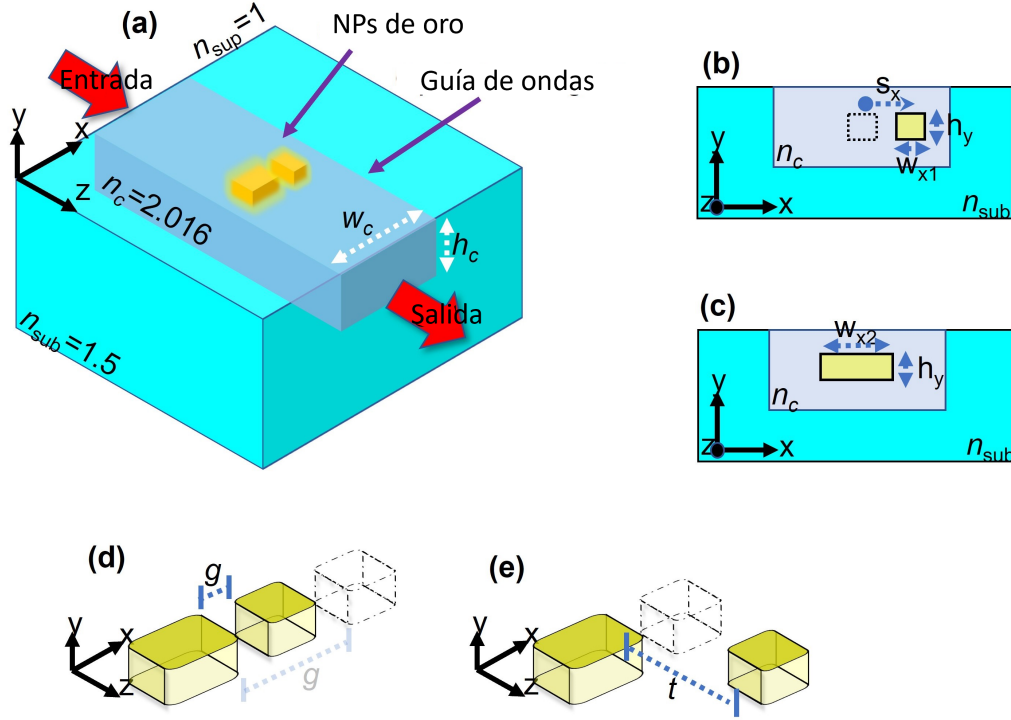 (a)
n_sup=1
NPs de oro
Entrada
Guía de ondas
y
x
z
n_c=2.016
w_c
h_c
Salida
n_sub=1.5
(b)
s_x
h_y
w_x1
n_c
y
z
x
n_sub
(c)
w_x2
h_y
n_c
y
z
x
n_sub
(d)
g
y
x
z
g
(e)
y
x
z
t